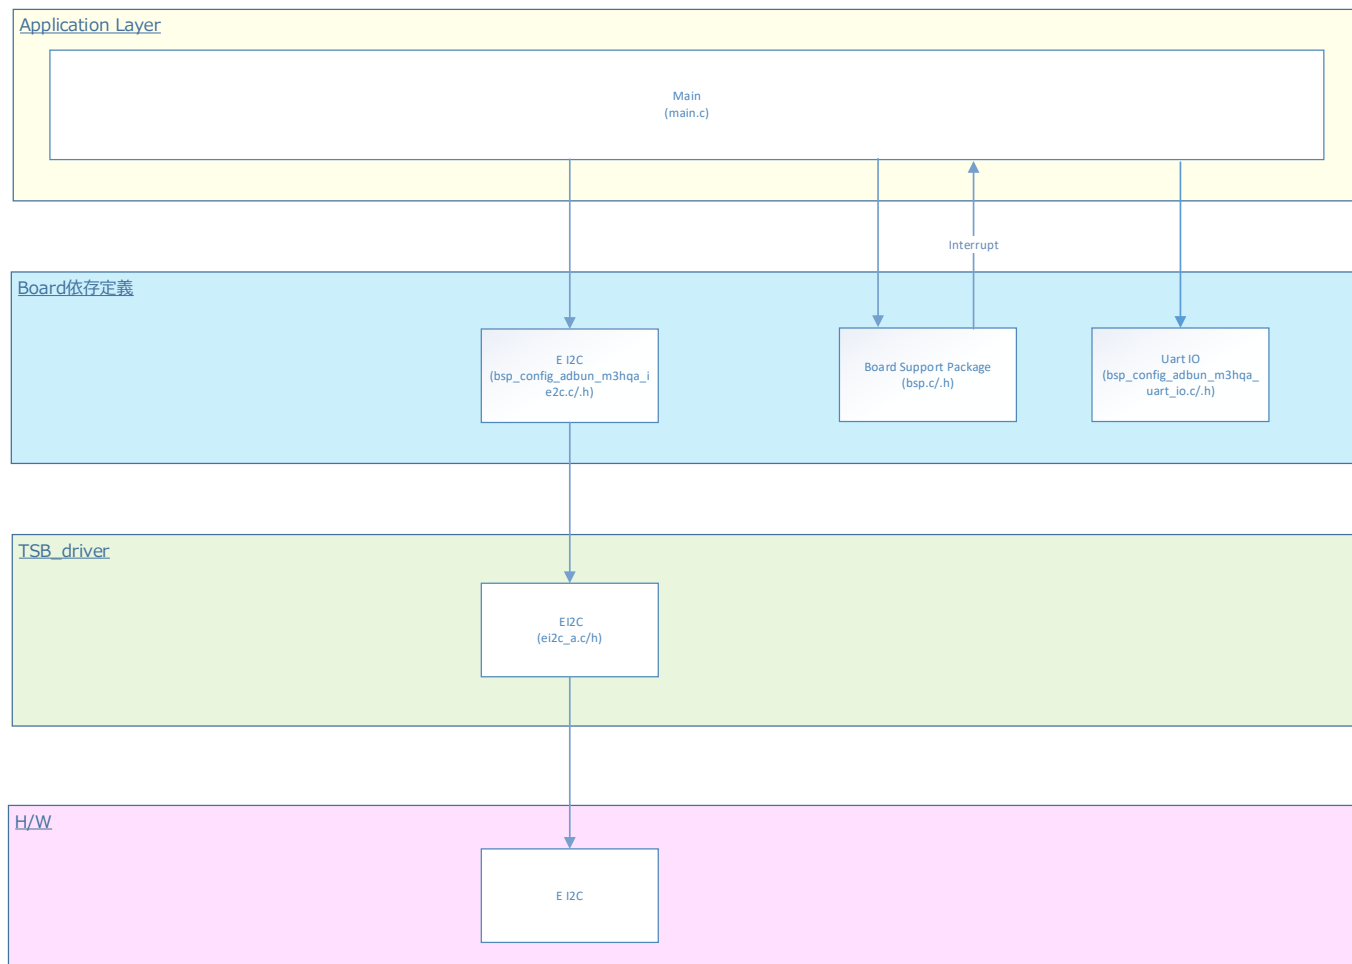 Application Layer
Main
(main.c)
Interrupt
Board依存定義
E I2C
(bsp_config_adbun_m3hqa_i
e2c.c/.h)
Board Support Package
(bsp.c/.h)
Uart IO
(bsp_config_adbun_m3hqa_
uart_io.c/.h)
TSB_driver
EI2C
(ei2c_a.c/h)
H/W
E I2C